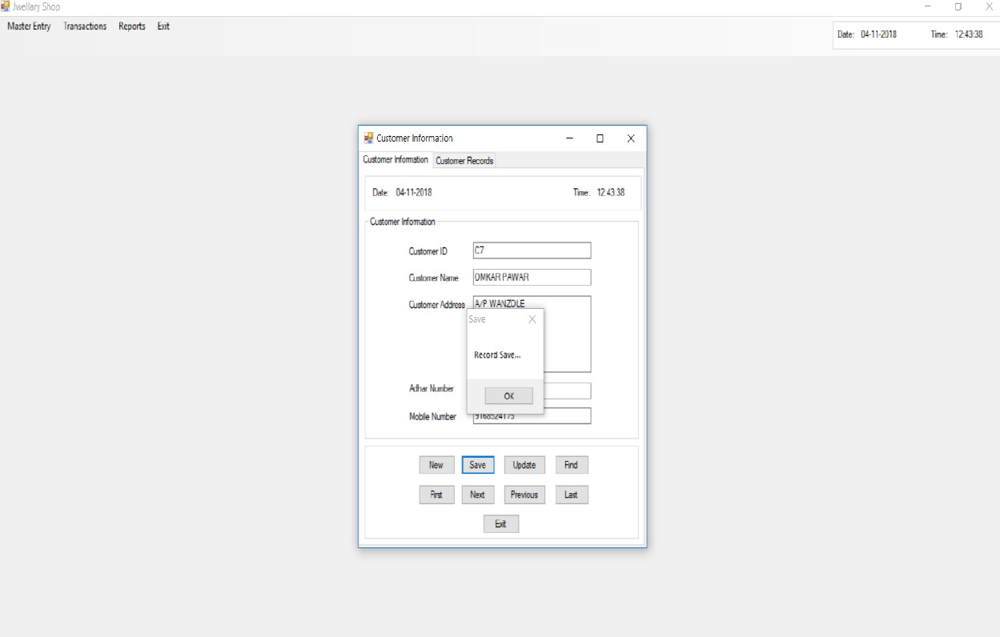 Jwellary Shop
Master Entry Transactions Reports Exit
Date: 04-11-2018 Time: 12:43:38
Customer Information
Customer Information Customer Records
Date: 04-11-2018 Time: 12:43:38
Customer Information
Customer ID C7
Customer Name OMKAR PAWAR
Customer Address A/P WANZOLE
Save
Record Save...
Adhar Number
OK
Mobile Number 9168524175
New Save Update Find
First Next Previous Last
Exit